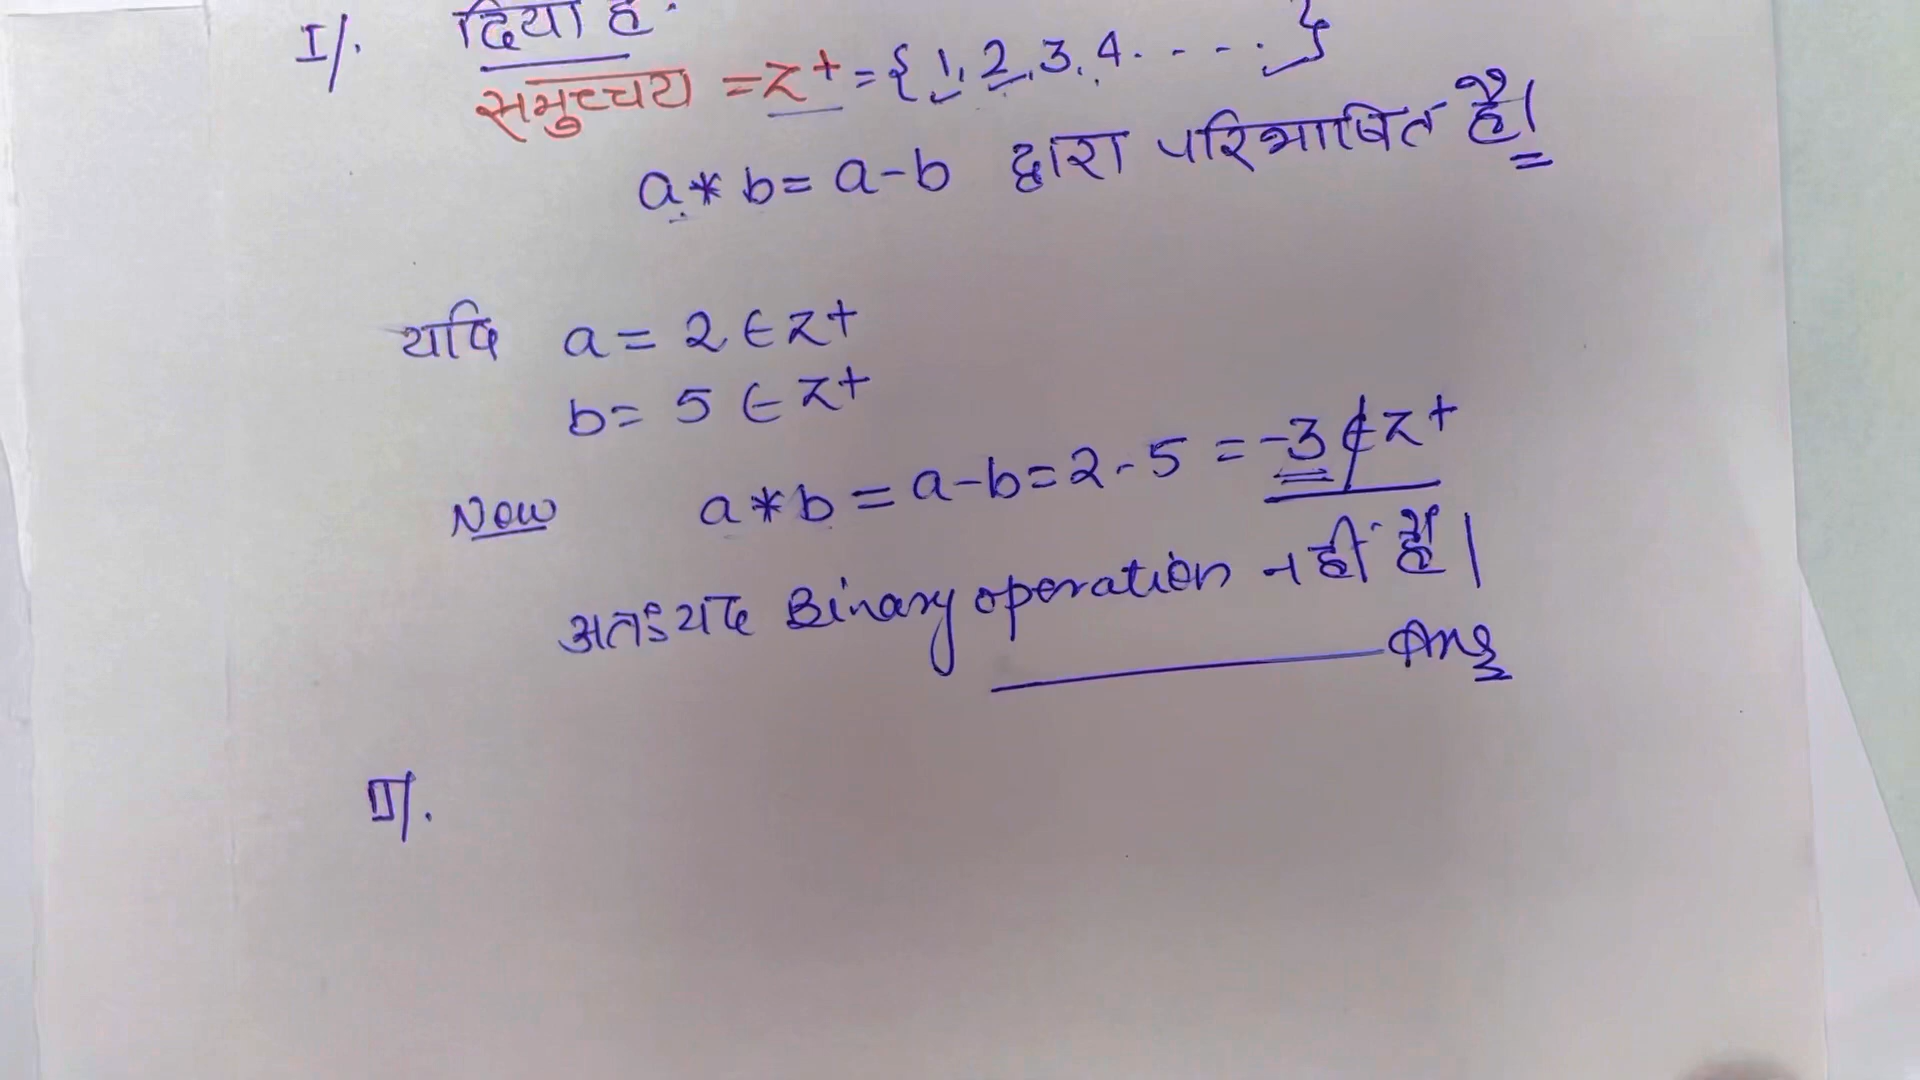 I/. दिया है.
समुच्चय = Z+ = { 1, 2, 3, 4. - - - . }
a * b = a - b द्वारा परिभाषित है।
यदि a = 2 ∈ Z+
b = 5 ∈ Z+
Now a * b = a - b = 2 - 5 = -3 ∉ Z+
अतः यह Binary operation नहीं है।
Ans
II/.